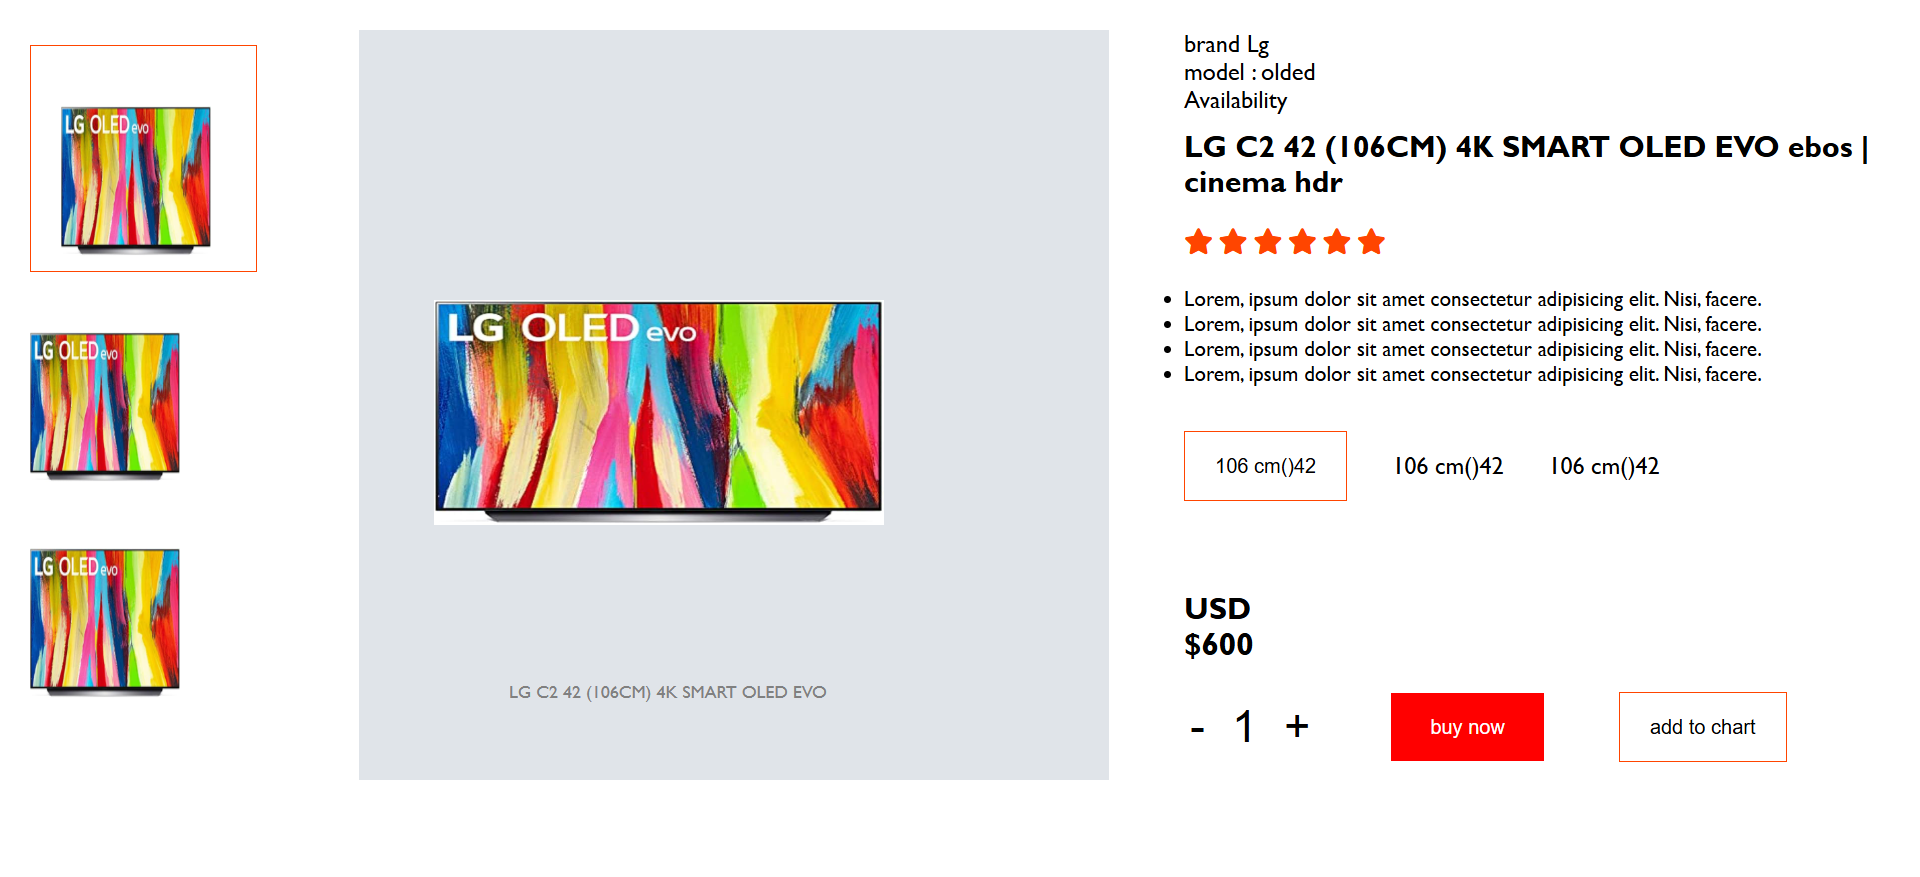 LG OLED evo
LG OLED evo
LG OLED evo
LG OLED evo
LG C2 42 (106CM) 4K SMART OLED EVO
brand Lg
model : olded
Availability
LG C2 42 (106CM) 4K SMART OLED EVO ebos |
cinema hdr
Lorem, ipsum dolor sit amet consectetur adipisicing elit. Nisi, facere.
Lorem, ipsum dolor sit amet consectetur adipisicing elit. Nisi, facere.
Lorem, ipsum dolor sit amet consectetur adipisicing elit. Nisi, facere.
Lorem, ipsum dolor sit amet consectetur adipisicing elit. Nisi, facere.
106 cm()42 106 cm()42 106 cm()42
USD
$600
- 1 + buy now add to chart